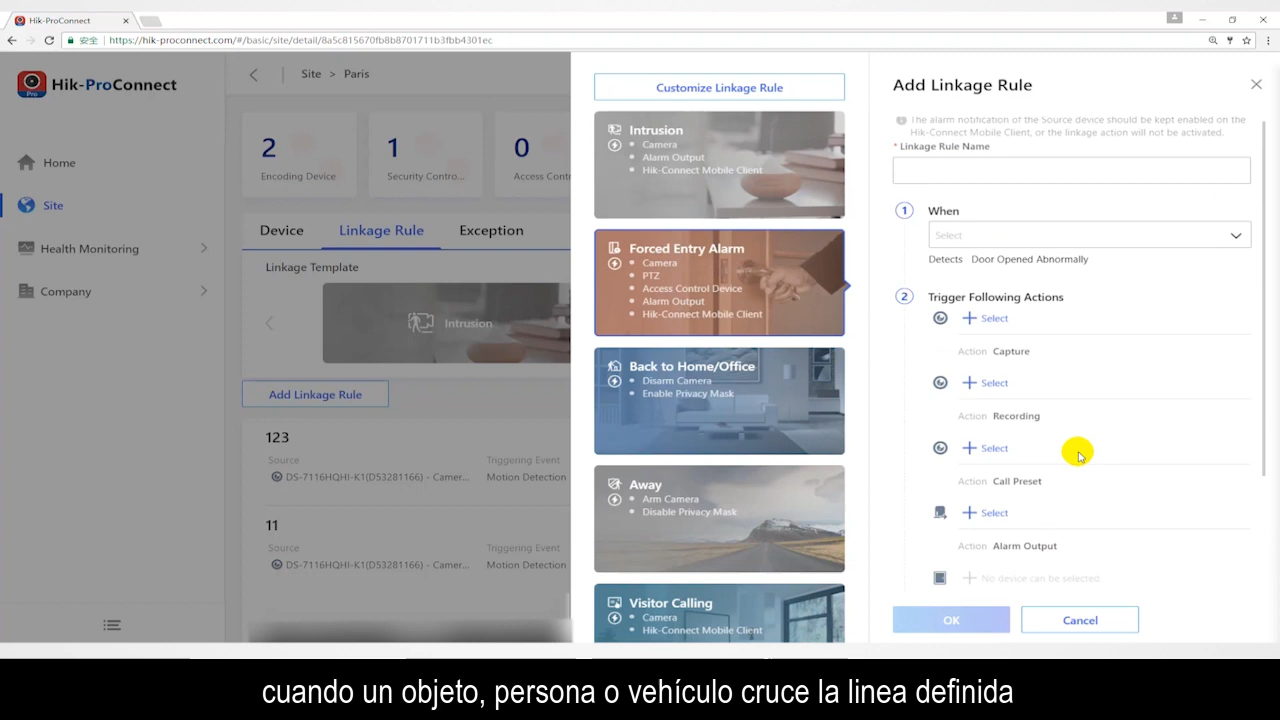 Hik-ProConnect
安全
https://hik-proconnect.com/#/basic/site/detail/8a5c815670fb8b8701711b3fbb4301ec
Pro
Hik-ProConnect
Home
Site
Health Monitoring
Company
Site > Paris
2
Encoding Device
1
Security Contro...
0
Access Contr
Device
Linkage Rule
Exception
Linkage Template
Intrusion
Add Linkage Rule
123
Source
Triggering Event
DS-7116HQHI-K1(D53281166) - Camer...
Motion Detection
11
Source
Triggering Event
DS-7116HQHI-K1(D53281166) - Camer...
Motion Detection
Customize Linkage Rule
Intrusion
Camera
Alarm Output
Hik-Connect Mobile Client
Forced Entry Alarm
Camera
PTZ
Access Control Device
Alarm Output
Hik-Connect Mobile Client
Back to Home/Office
Disarm Camera
Enable Privacy Mask
Away
Arm Camera
Disable Privacy Mask
Visitor Calling
Camera
Hik-Connect Mobile Client
Add Linkage Rule
The alarm notification of the Source device should be kept enabled on the
Hik-Connect Mobile Client, or the linkage action will not be activated.
* Linkage Rule Name
1 When
Select
Detects Door Opened Abnormally
2 Trigger Following Actions
+ Select
Action Capture
+ Select
Action Recording
+ Select
Action Call Preset
+ Select
Action Alarm Output
+ No device can be selected.
OK
Cancel
cuando un objeto, persona o vehículo cruce la linea definida